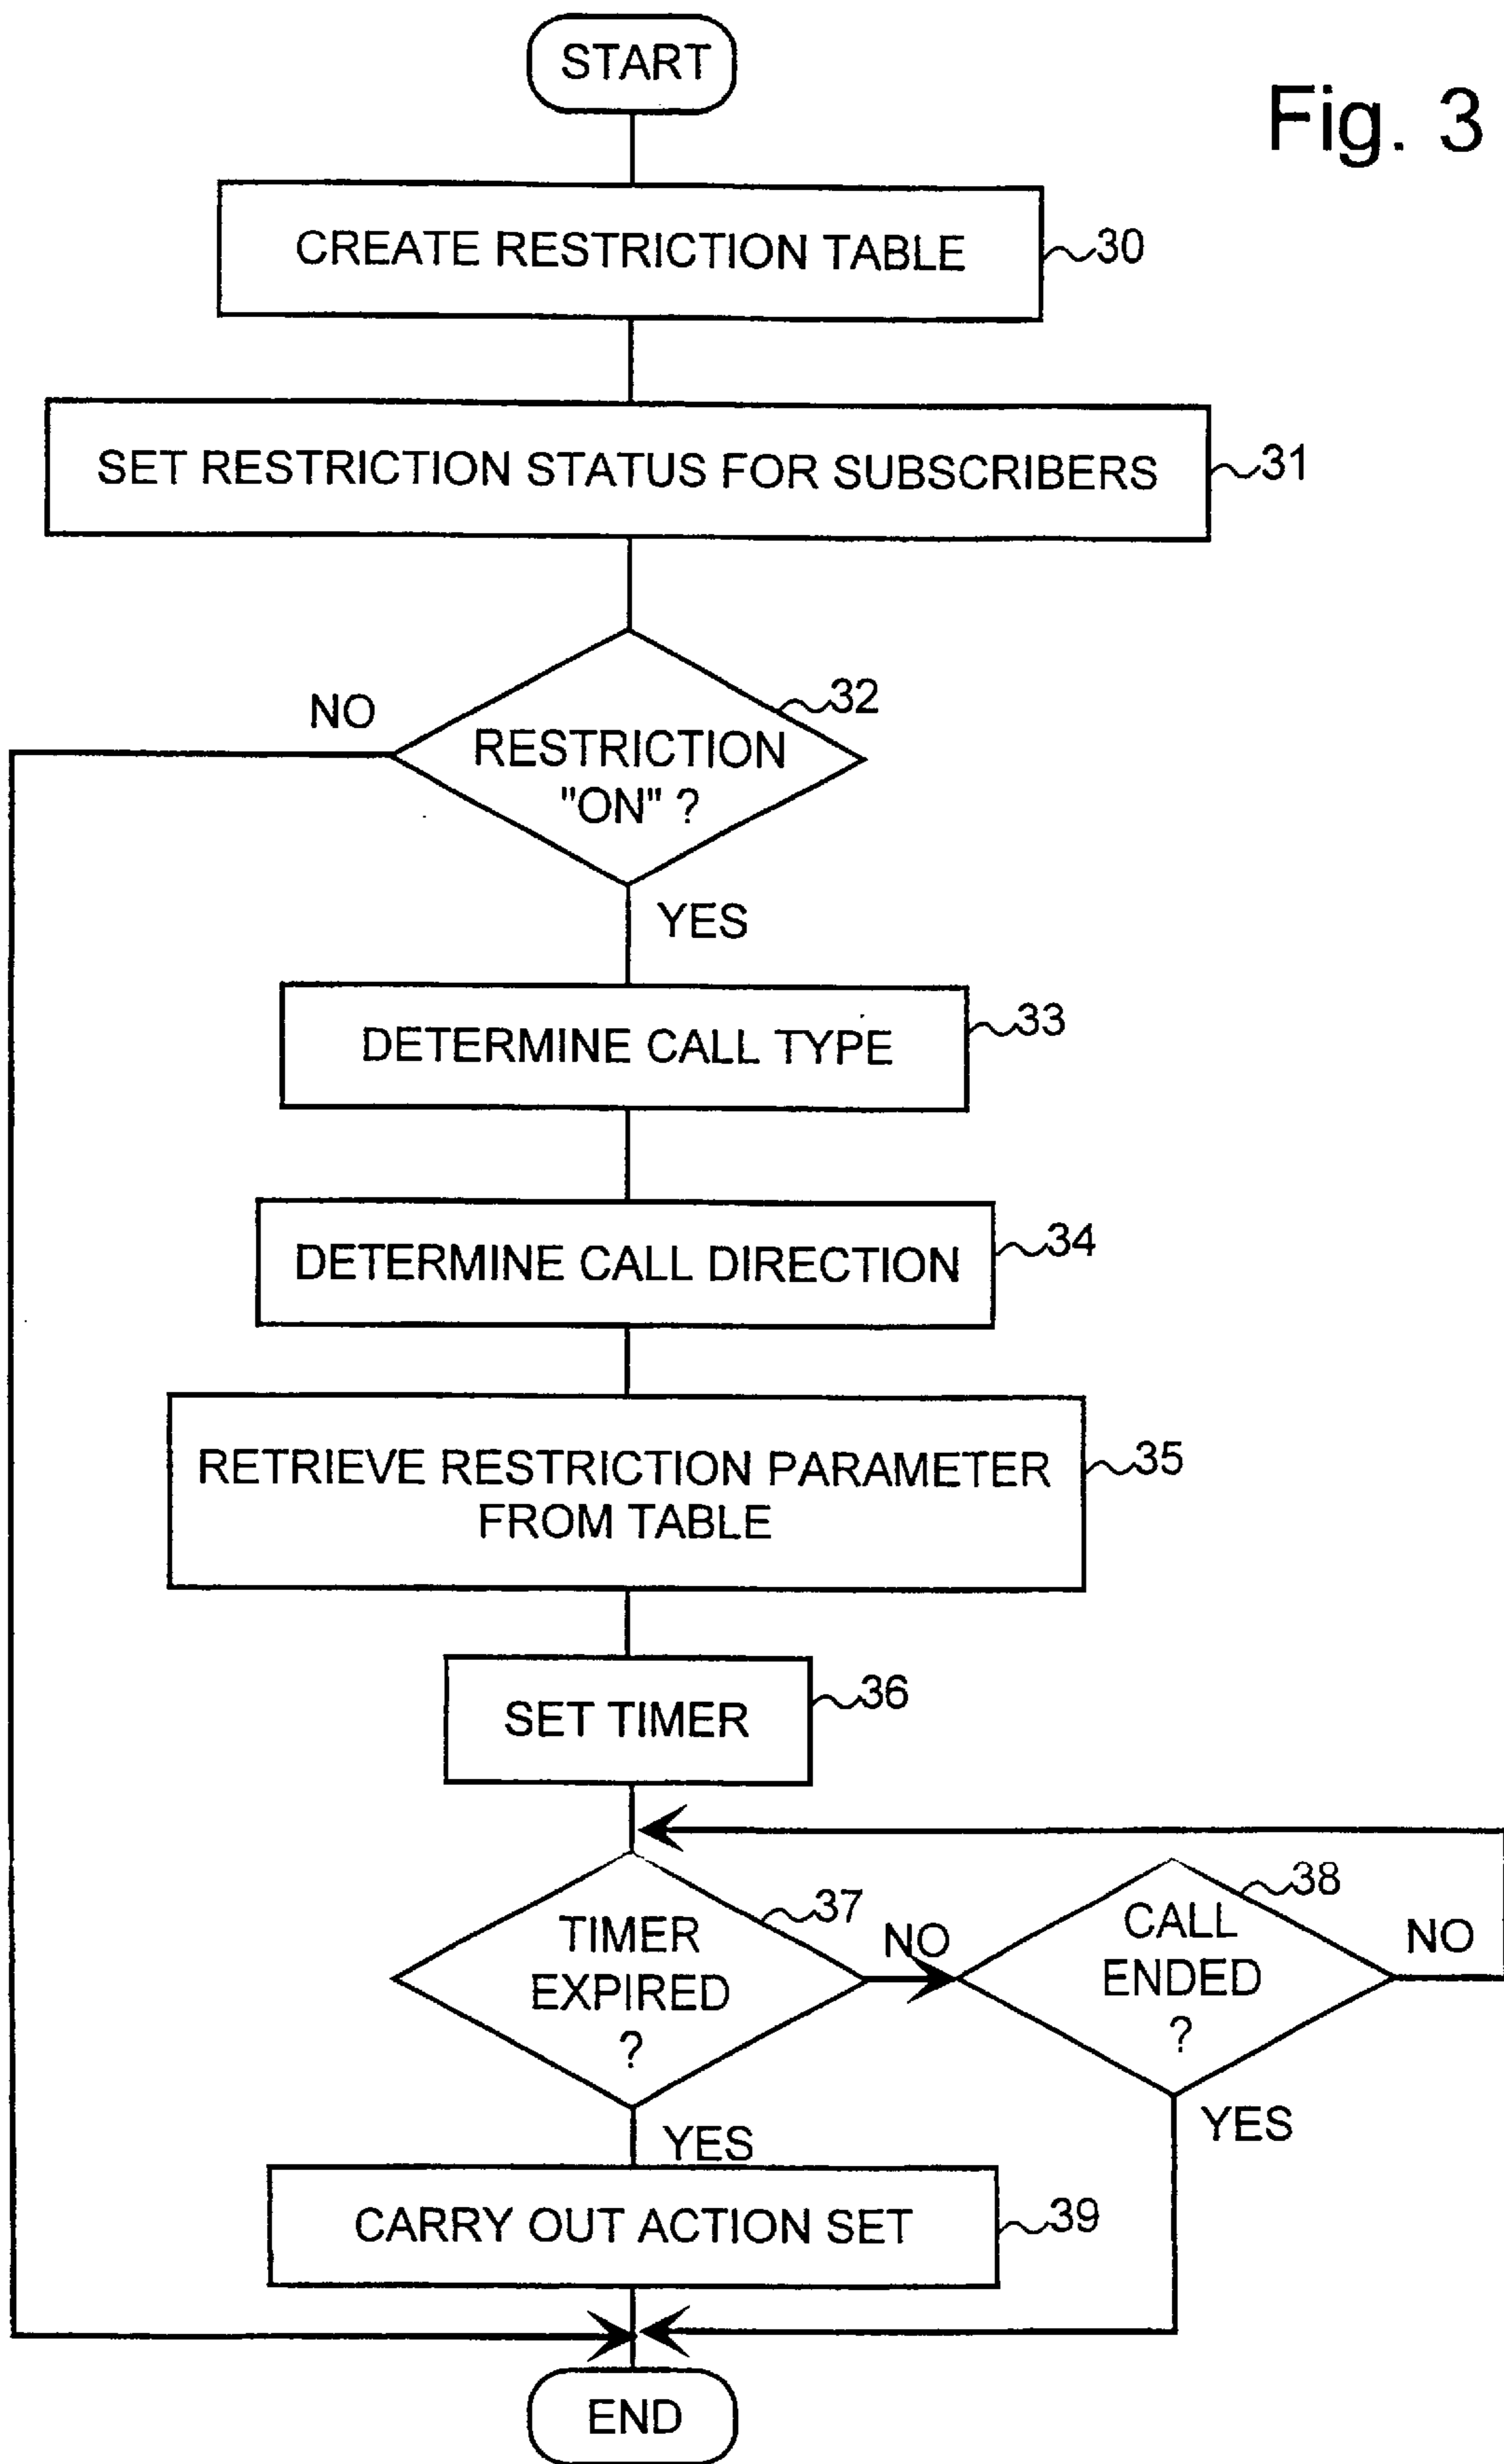 START
Fig. 3
CREATE RESTRICTION TABLE
30
SET RESTRICTION STATUS FOR SUBSCRIBERS
31
32
NO
RESTRICTION
"ON" ?
YES
DETERMINE CALL TYPE
33
DETERMINE CALL DIRECTION
34
RETRIEVE RESTRICTION PARAMETER
FROM TABLE
35
SET TIMER
36
37
TIMER
EXPIRED
?
NO
38
CALL
ENDED
?
NO
YES
YES
CARRY OUT ACTION SET
39
END